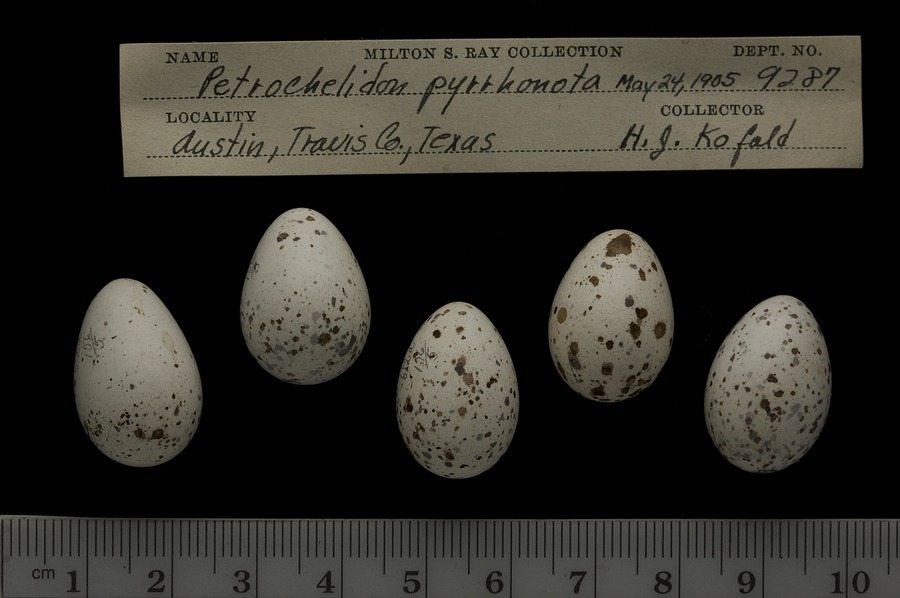 NAME MILTON S. RAY COLLECTION DEPT. NO.
Petrochelidon pyrrhonota May 24, 1905 9287
LOCALITY COLLECTOR
Austin, Travis Co., Texas H. J. Kofald
cm 1 2 3 4 5 6 7 8 9 10